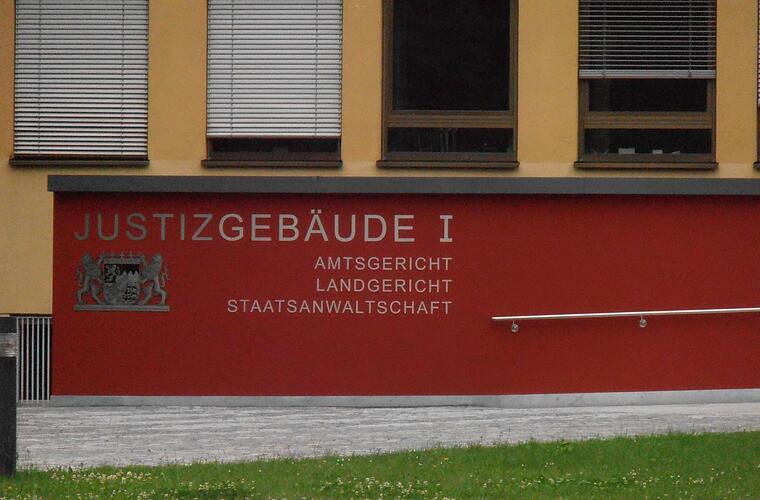 JUSTIZGEBÄUDE I
AMTSGERICHT
LANDGERICHT
STAATSANWALTSCHAFT